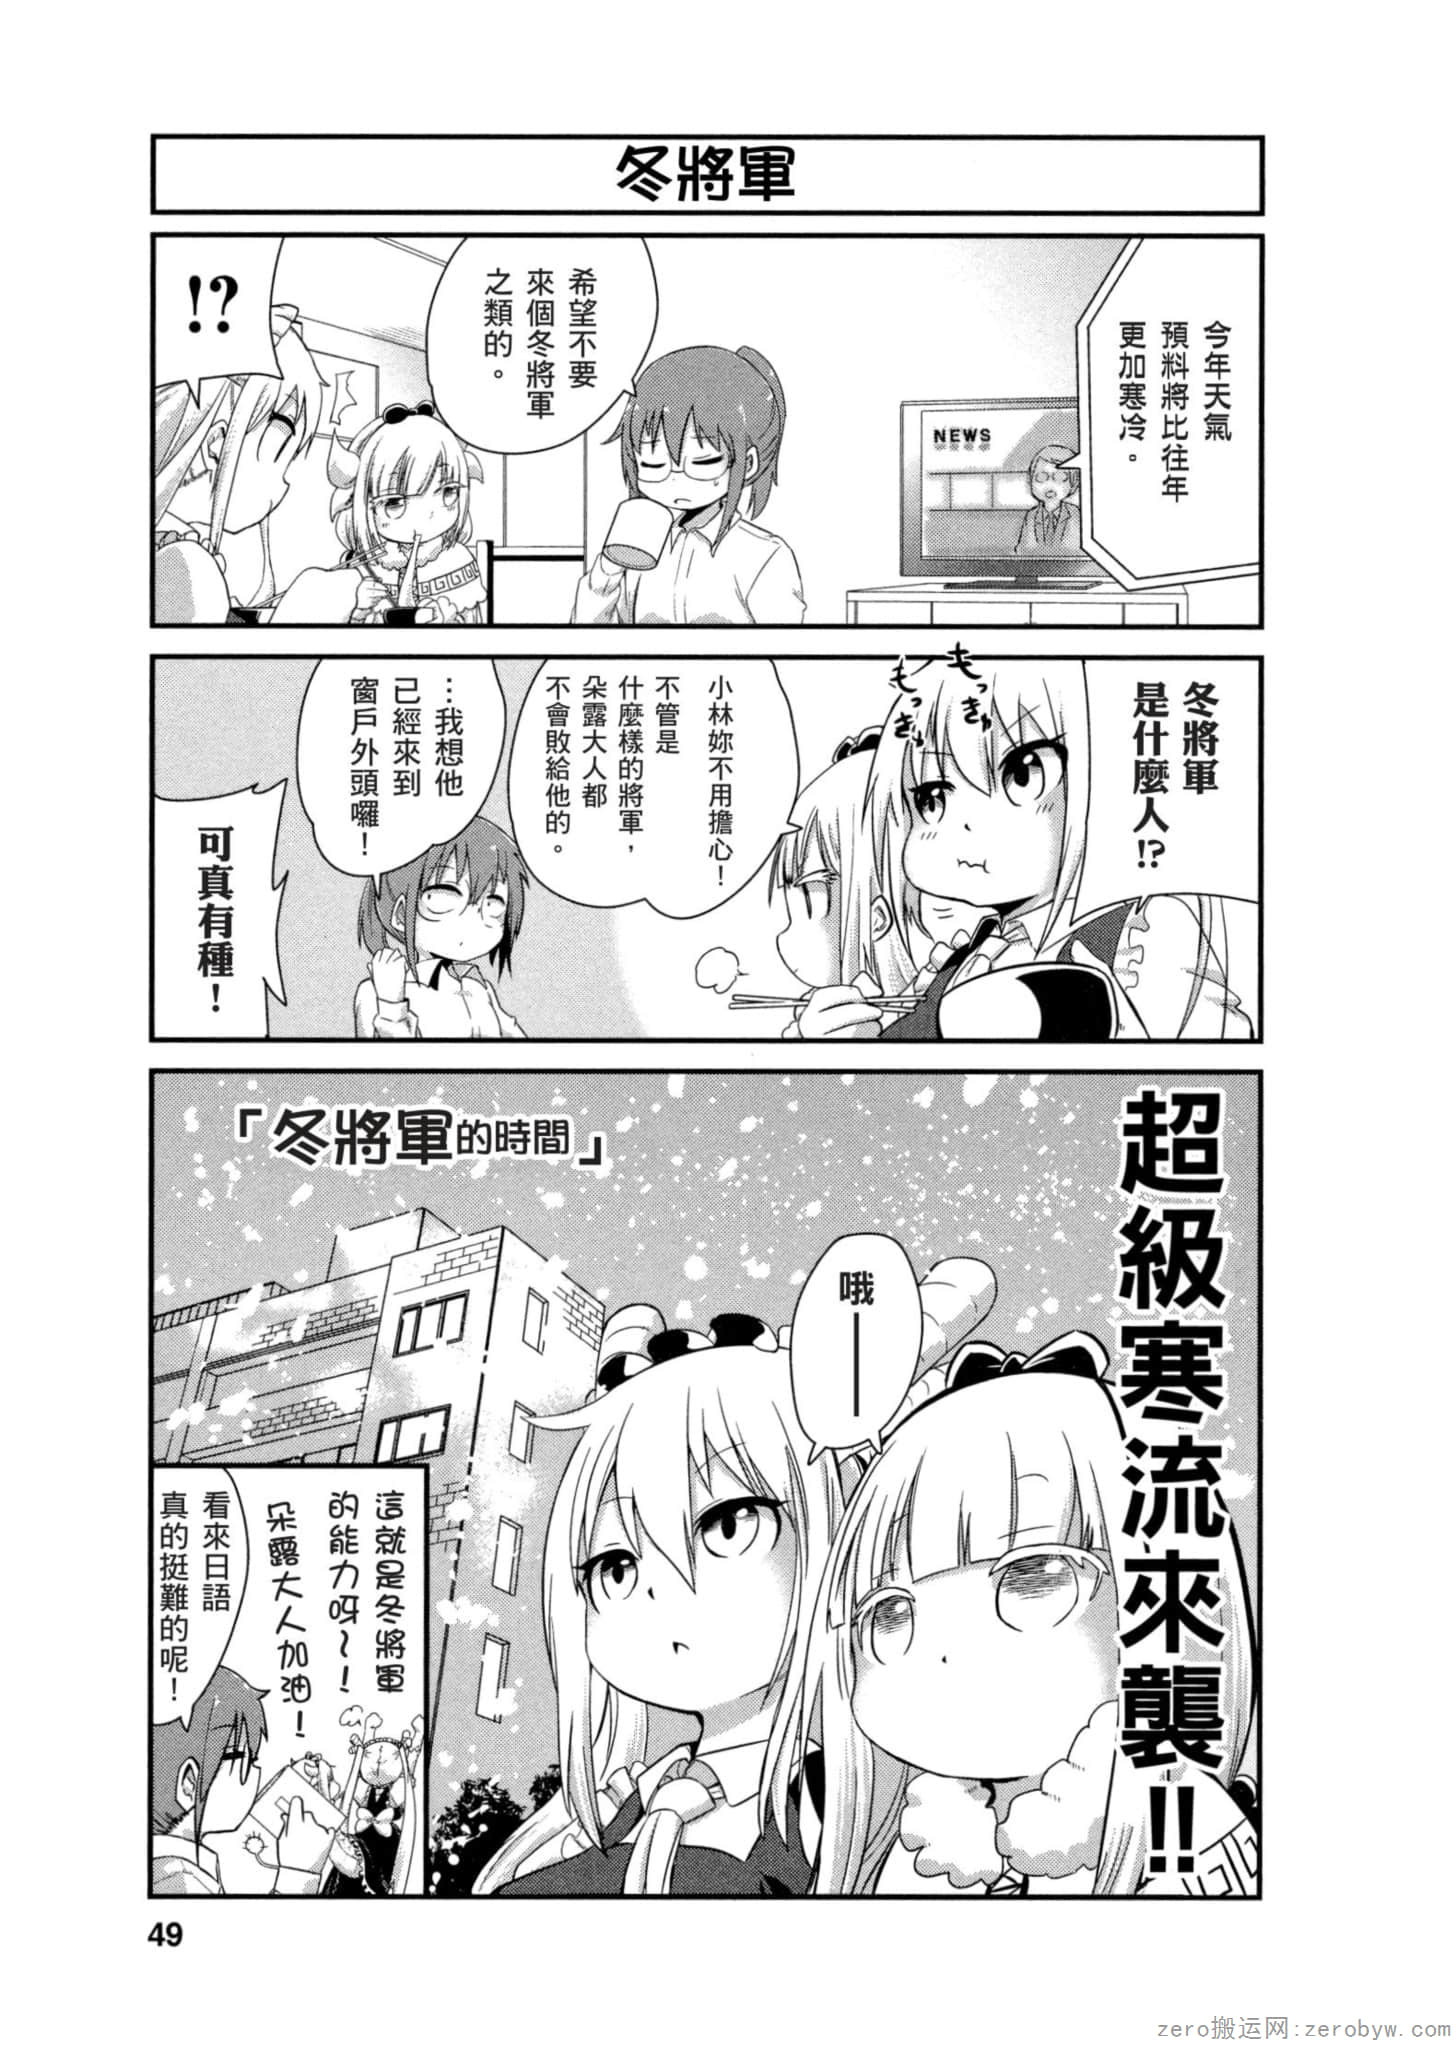 冬將軍
今年天氣
預料將比往年
更加寒冷。
NEWS
希望不要
來個冬將軍
之類的。
!?
冬將軍
是什麼人!?
もっきゅ
もっきゅ
小林妳不用擔心！
不管是
什麼樣的將軍，
朵露大人都
不會敗給他的。
…我想他
已經來到
窗戶外頭囉！
可真有種！
超級寒流來襲!!
「冬將軍的時間」
哦——
這就是冬將軍
的能力呀～！
朵露大人加油！
看來日語
真的挺難的呢！
49
zero搬运网:zerobyw.com